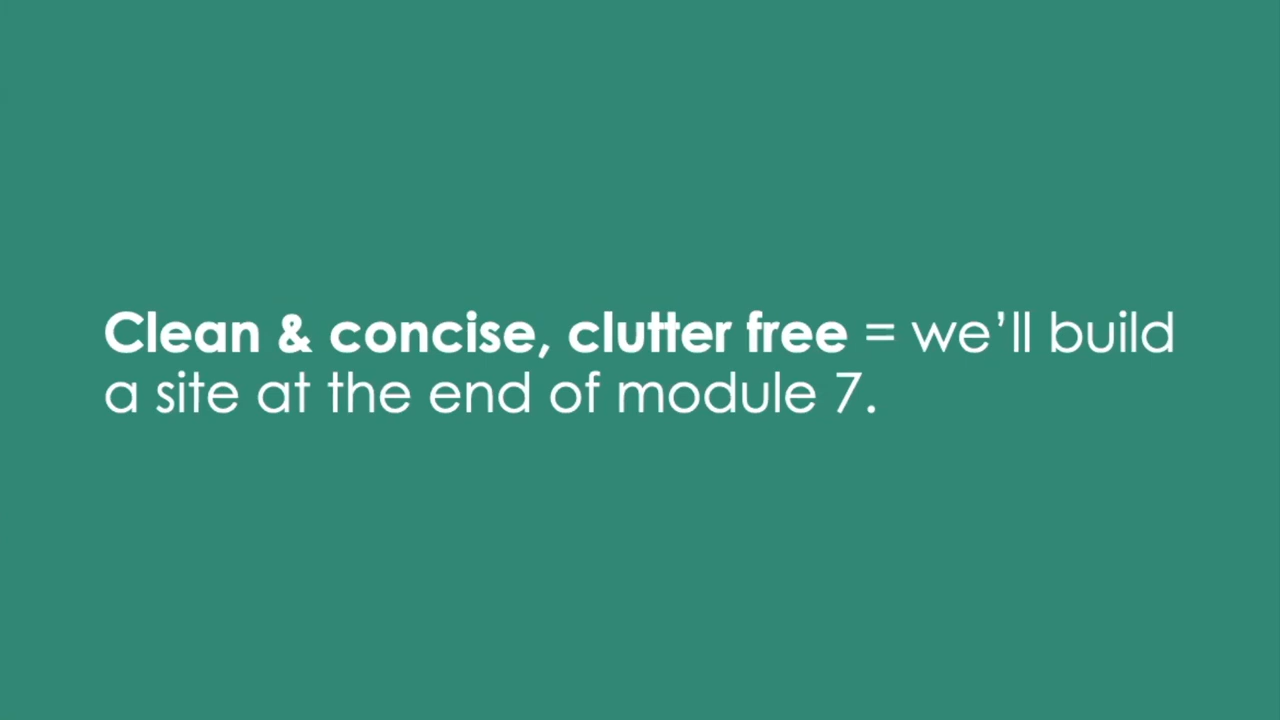 Clean & concise, clutter free = we’ll build
a site at the end of module 7.